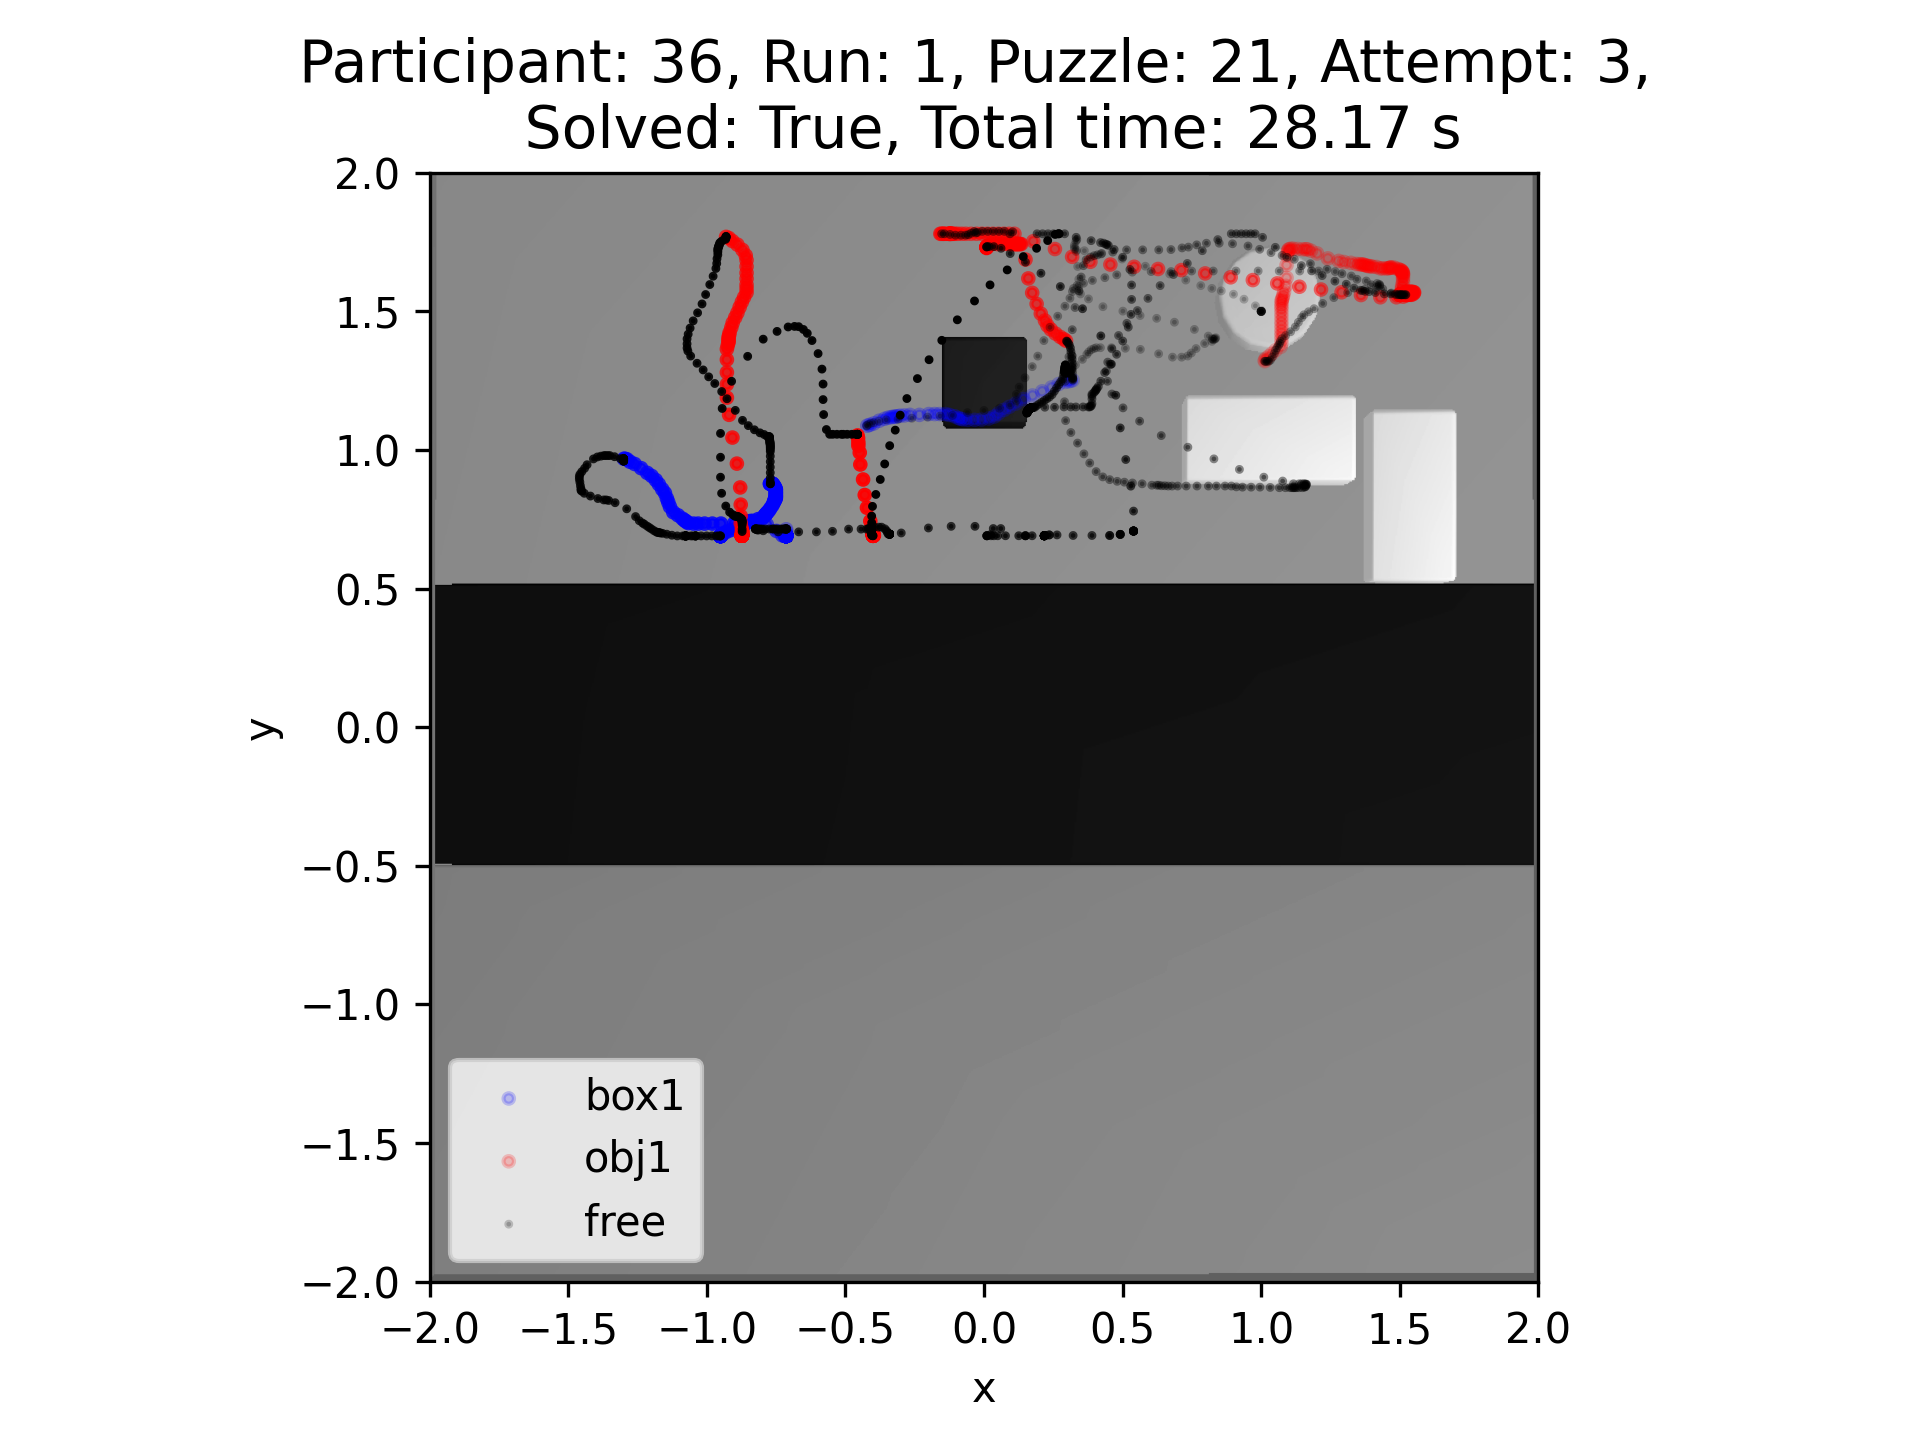 Participant: 36, Run: 1, Puzzle: 21, Attempt: 3,
Solved: True, Total time: 28.17 s
2.0
1.5
1.0
0.5
0.0
−0.5
−1.0
−1.5
−2.0
y
box1
obj1
free
−2.0 −1.5 −1.0 −0.5 0.0 0.5 1.0 1.5 2.0
x